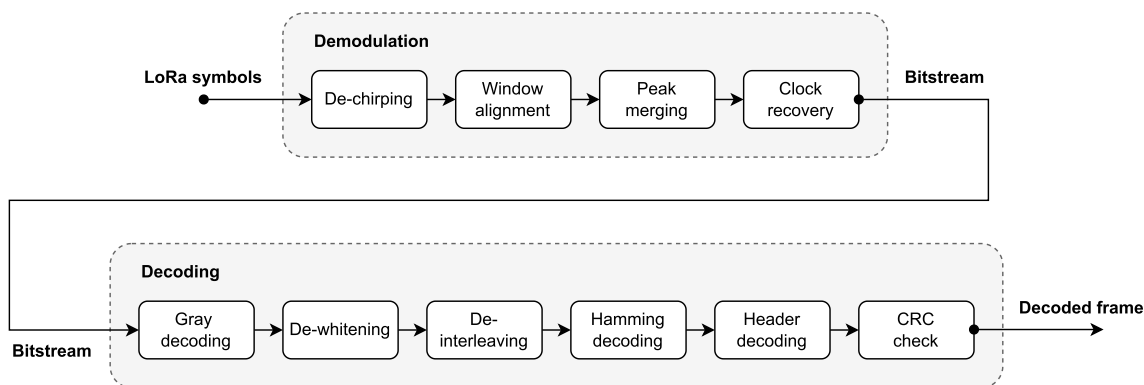 Demodulation
LoRa symbols
De-chirping
Window
alignment
Peak
merging
Clock
recovery
Bitstream
Decoding
Bitstream
Gray
decoding
De-whitening
De-
interleaving
Hamming
decoding
Header
decoding
CRC
check
Decoded frame